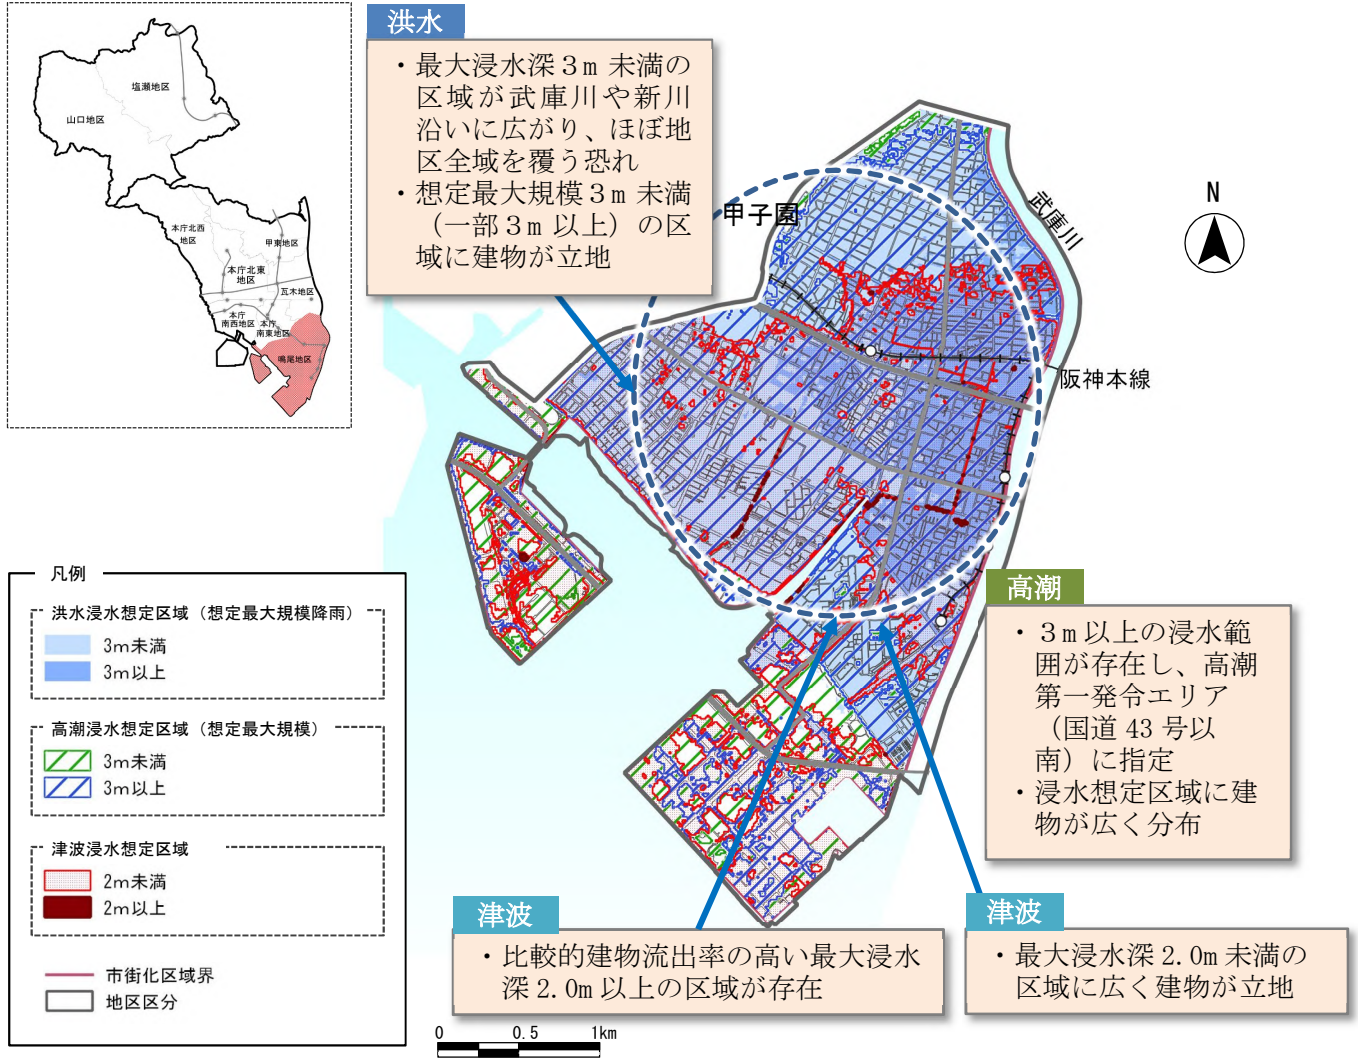 塩瀬地区
山口地区
本庁北西
地区
甲東地区
本庁北東
地区
瓦木地区
本庁
南西地区
本庁
南東地区
鳴尾地区
洪水
・最大浸水深3m 未満の
区域が武庫川や新川
沿いに広がり、ほぼ地
区全域を覆う恐れ
・想定最大規模3m 未満
（一部3m 以上）の区
域に建物が立地
甲子園
武庫川
N
阪神本線
高潮
・3m 以上の浸水範
囲が存在し、高潮
第一発令エリア
（国道 43 号以
南）に指定
・浸水想定区域に建
物が広く分布
凡例
洪水浸水想定区域（想定最大規模降雨）
3m未満
3m以上
高潮浸水想定区域（想定最大規模）
3m未満
3m以上
津波浸水想定区域
2m未満
2m以上
市街化区域界
地区区分
津波
・比較的建物流出率の高い最大浸水
深 2.0m 以上の区域が存在
津波
・最大浸水深 2.0m 未満の
区域に広く建物が立地
0 0.5 1km